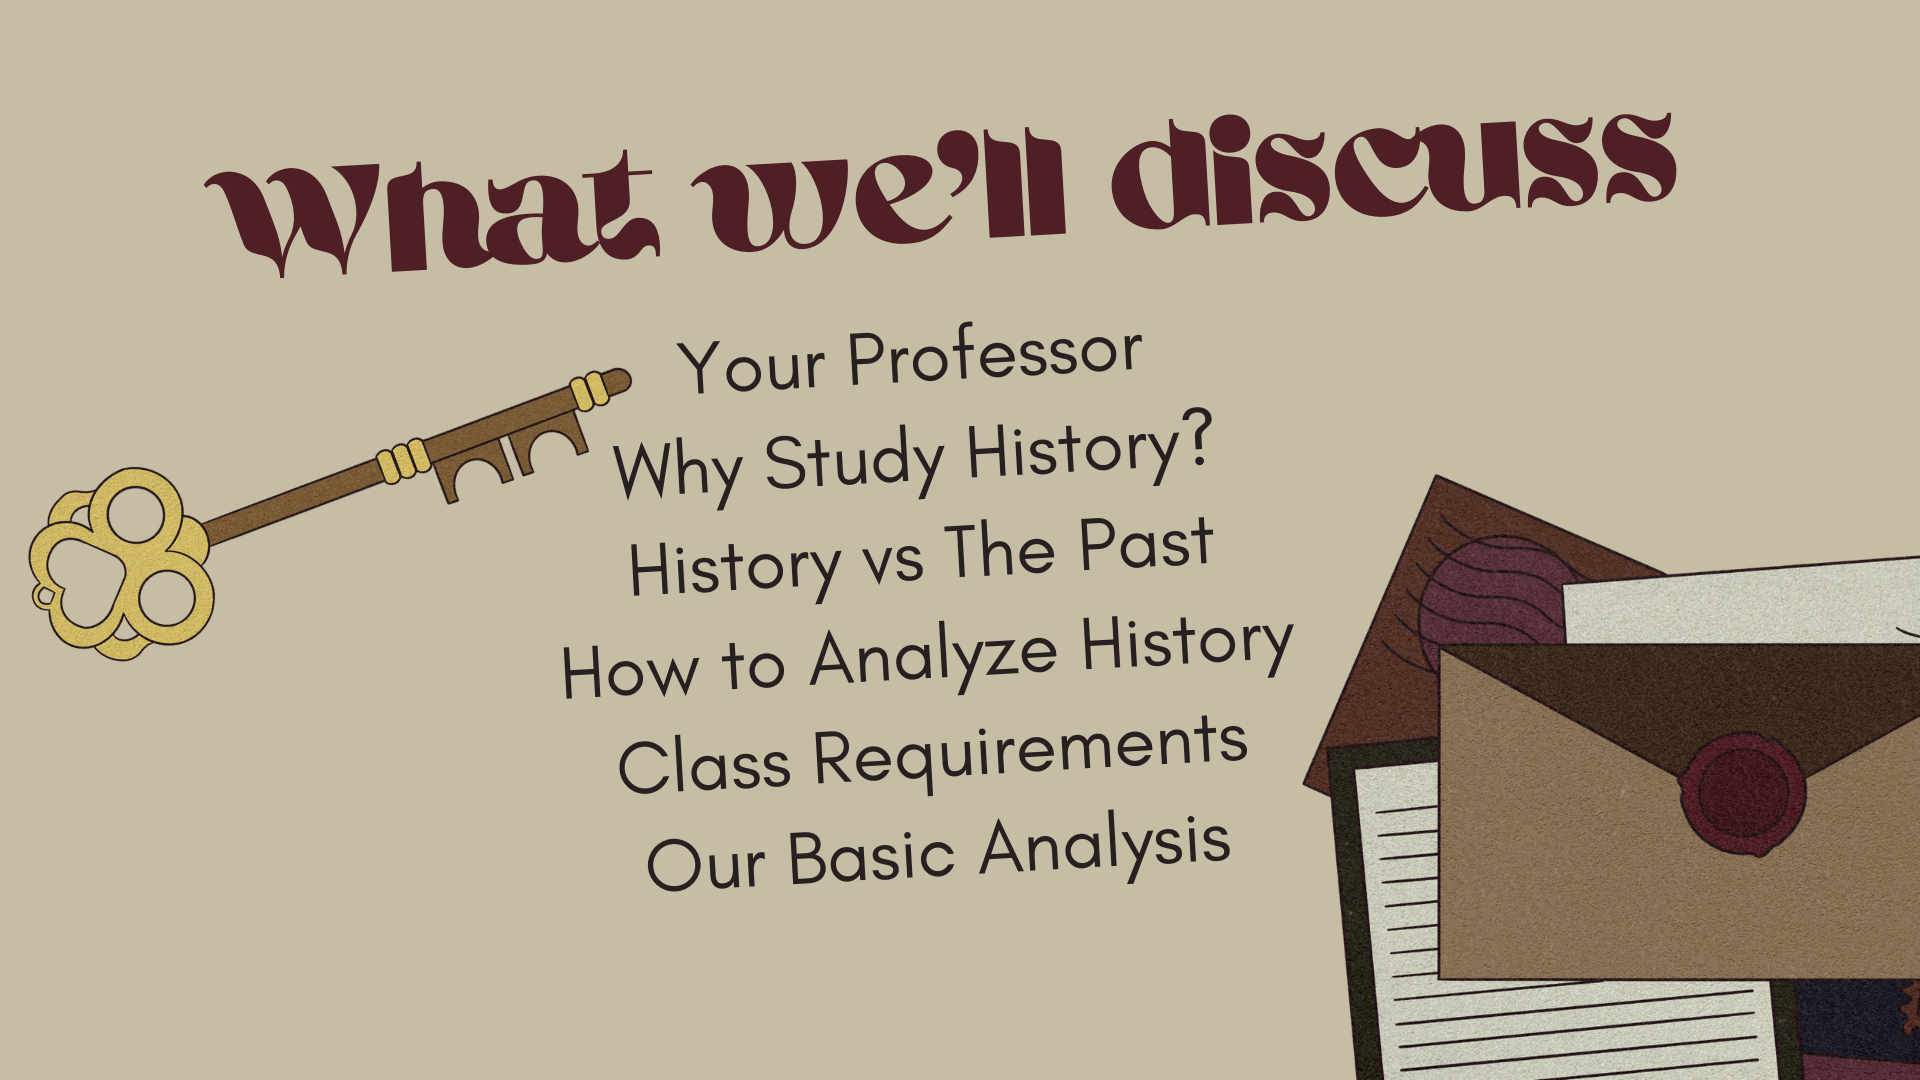 What we'll discuss
Your Professor
Why Study History?
History vs The Past
How to Analyze History
Class Requirements
Our Basic Analysis